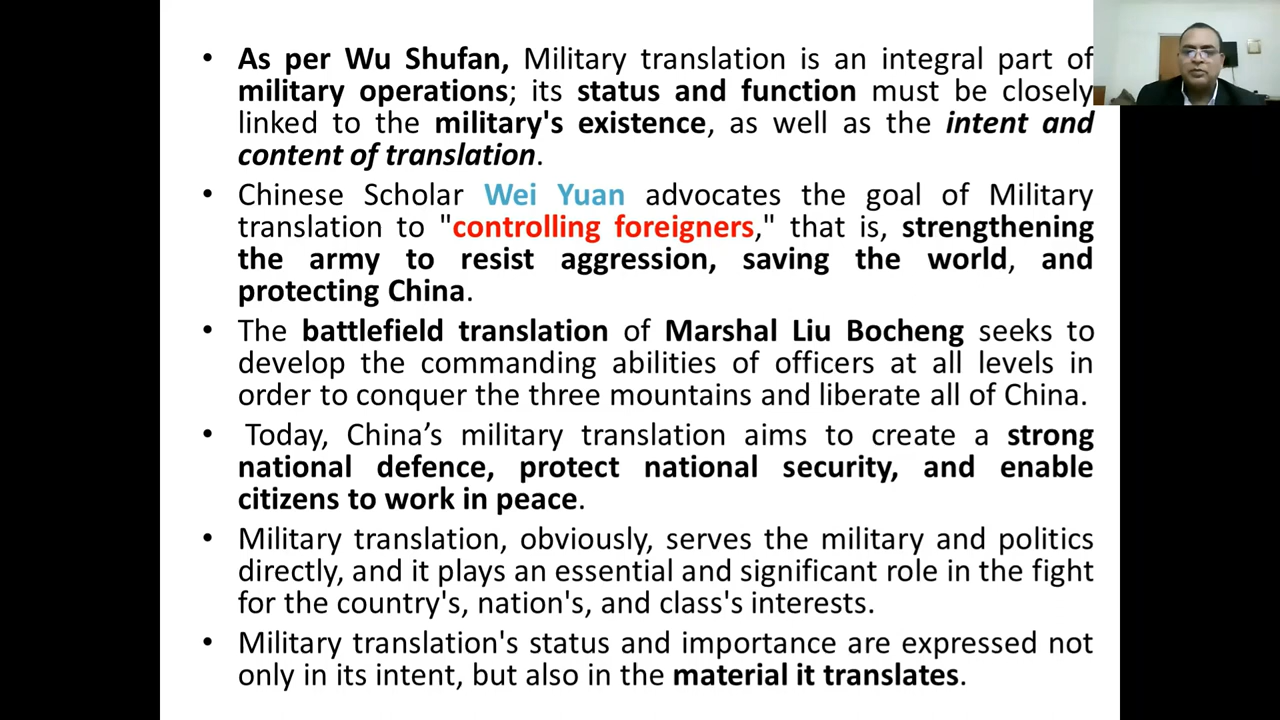 • As per Wu Shufan, Military translation is an integral part of
military operations; its status and function must be closely
linked to the military's existence, as well as the intent and
content of translation.
• Chinese Scholar Wei Yuan advocates the goal of Military
translation to "controlling foreigners," that is, strengthening
the army to resist aggression, saving the world, and
protecting China.
• The battlefield translation of Marshal Liu Bocheng seeks to
develop the commanding abilities of officers at all levels in
order to conquer the three mountains and liberate all of China.
• Today, China’s military translation aims to create a strong
national defence, protect national security, and enable
citizens to work in peace.
• Military translation, obviously, serves the military and politics
directly, and it plays an essential and significant role in the fight
for the country's, nation's, and class's interests.
• Military translation's status and importance are expressed not
only in its intent, but also in the material it translates.